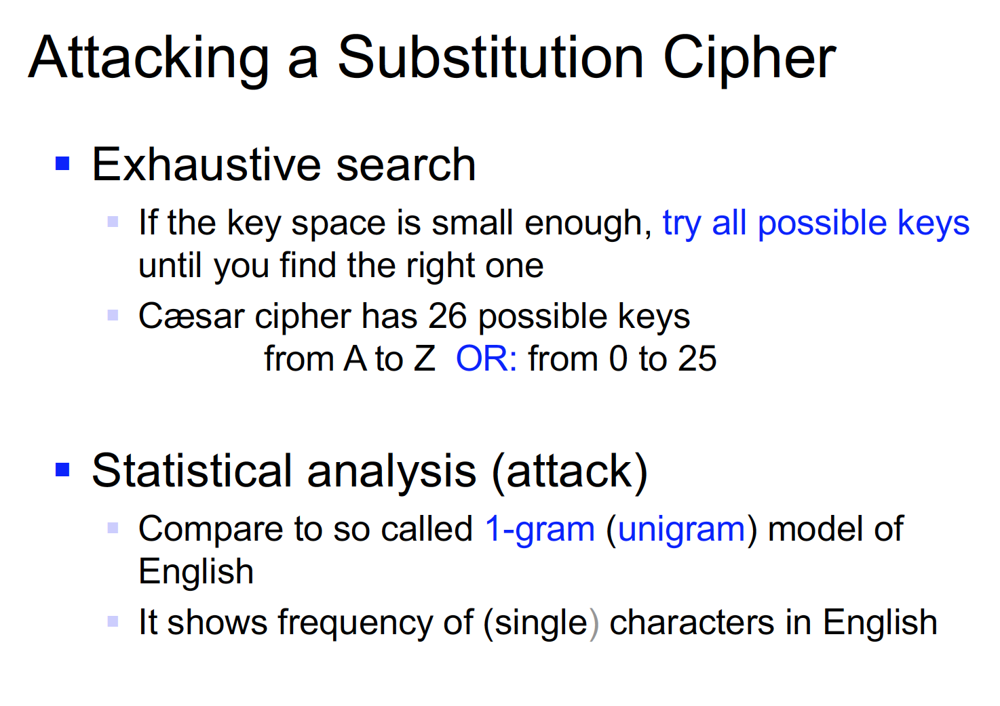 Attacking a Substitution Cipher
Exhaustive search
If the key space is small enough, try all possible keys
until you find the right one
Cæsar cipher has 26 possible keys
from A to Z OR: from 0 to 25
Statistical analysis (attack)
Compare to so called 1-gram (unigram) model of
English
It shows frequency of (single) characters in English